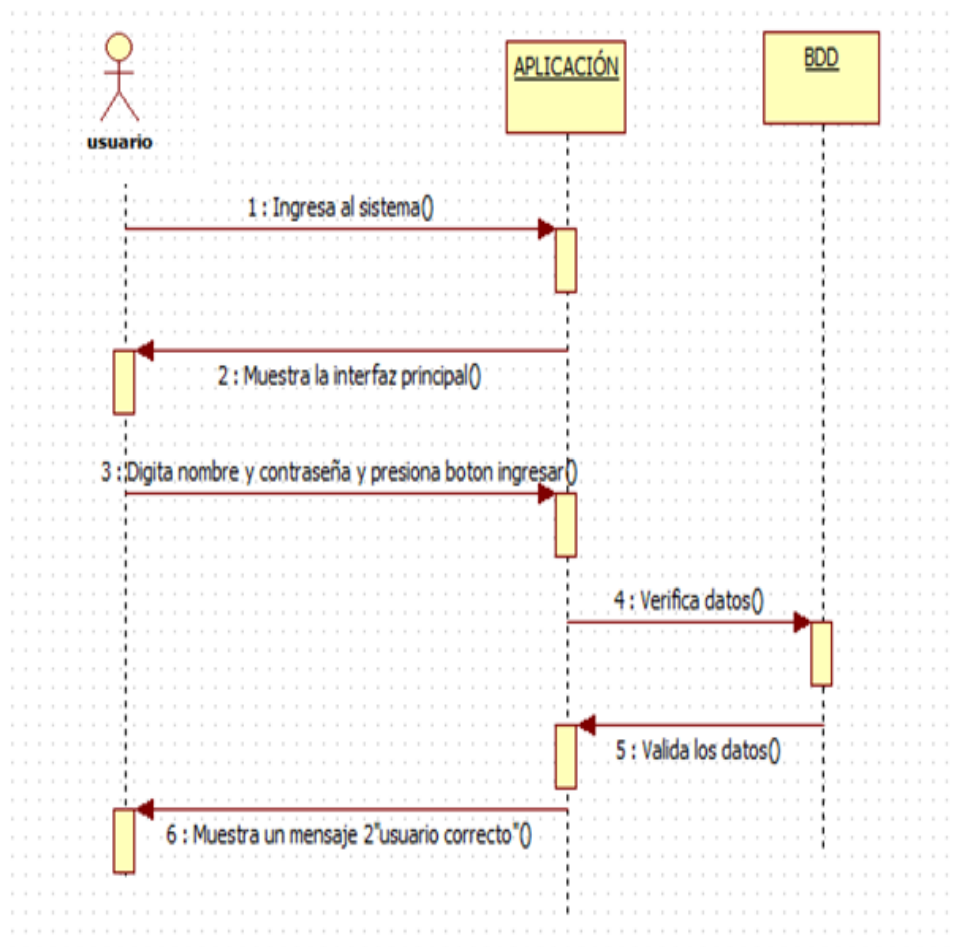 usuario
APLICACIÓN
BDD
1 : Ingresa al sistema()
2 : Muestra la interfaz principal()
3 : Digita nombre y contraseña y presiona boton ingresar()
4 : Verifica datos()
5 : Valida los datos()
6 : Muestra un mensaje 2"usuario correcto"()